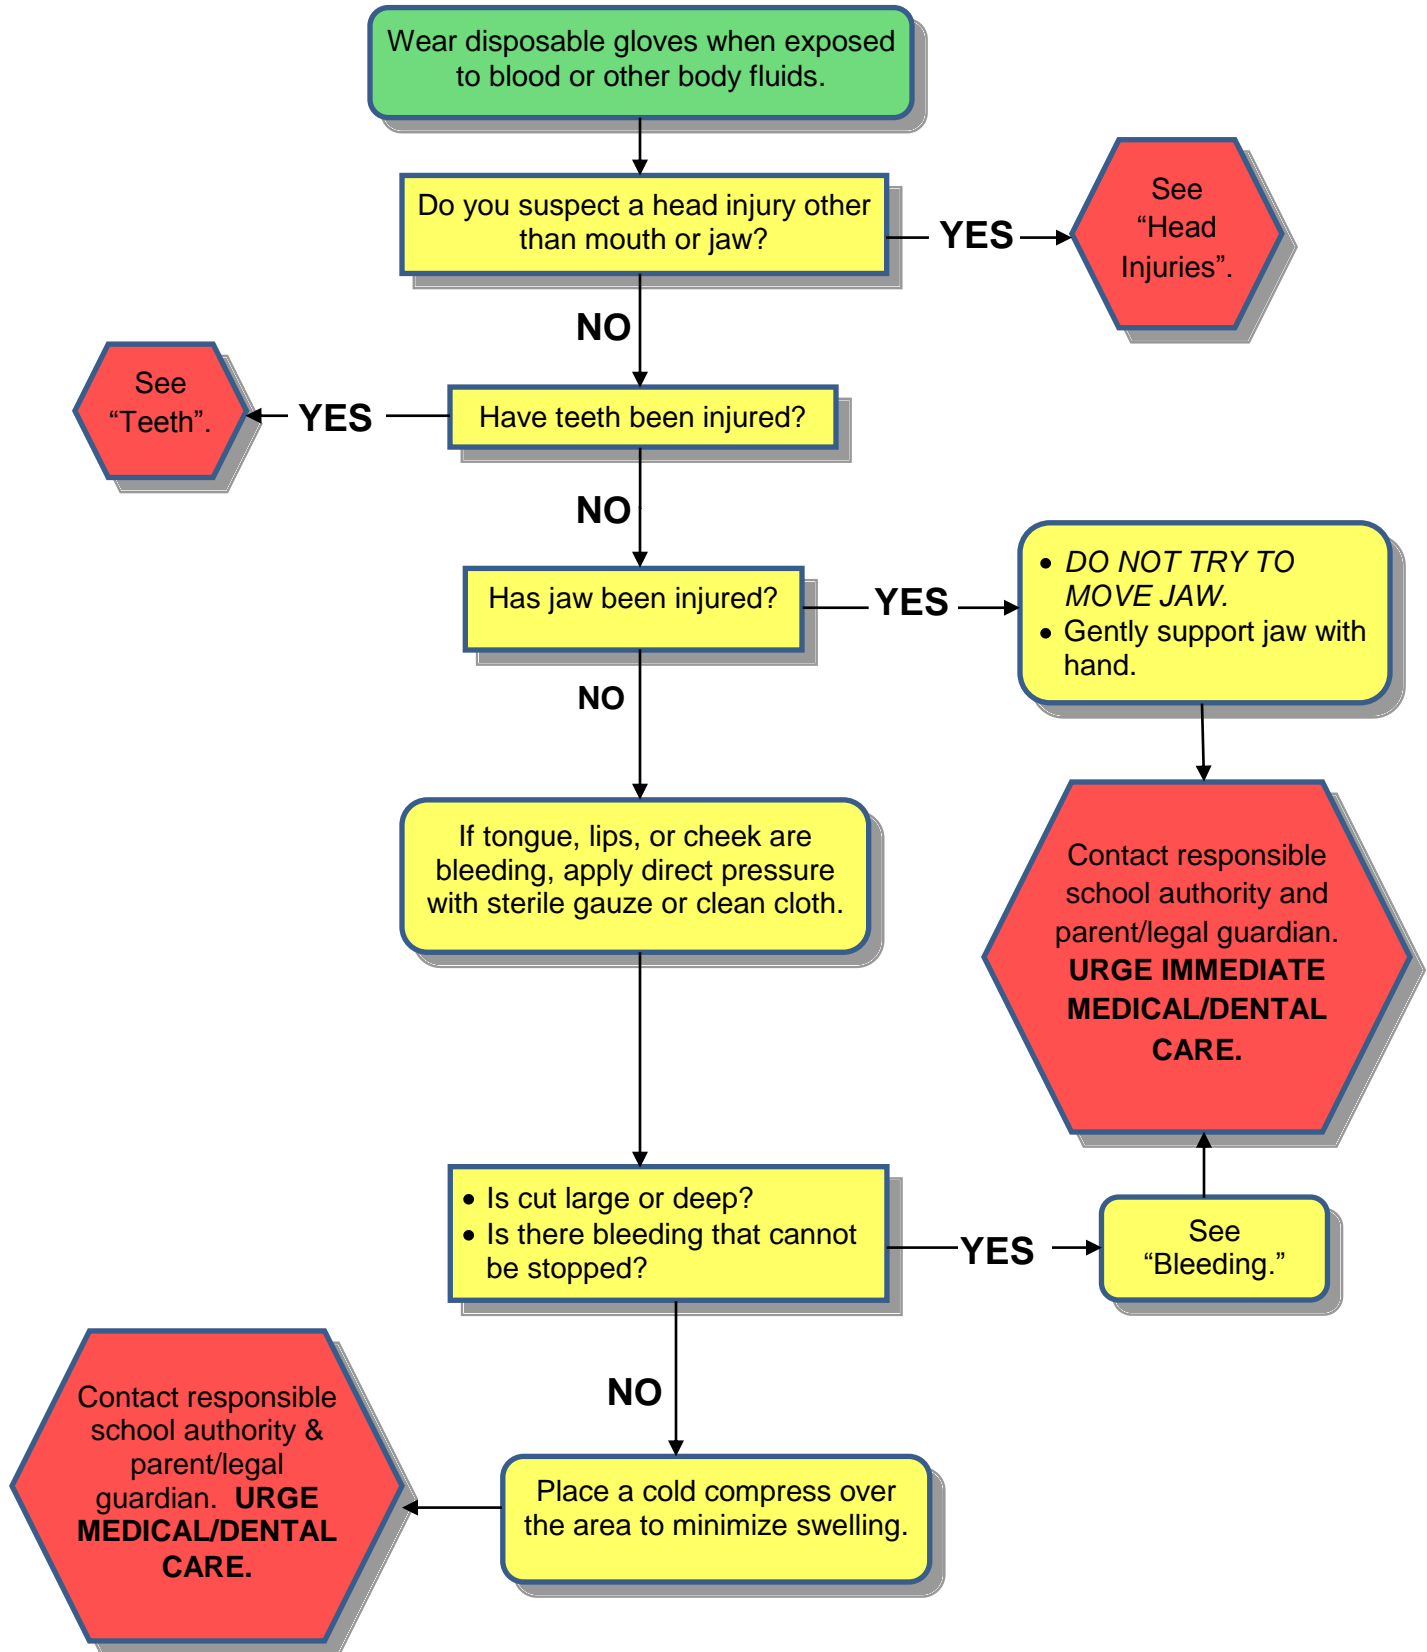 Wear disposable gloves when exposed
to blood or other body fluids.
Do you suspect a head injury other
than mouth or jaw?
YES
See
“Head
Injuries”.
NO
See
“Teeth”.
YES
Have teeth been injured?
NO
Has jaw been injured?
YES
• DO NOT TRY TO
MOVE JAW.
• Gently support jaw with
hand.
NO
If tongue, lips, or cheek are
bleeding, apply direct pressure
with sterile gauze or clean cloth.
Contact responsible
school authority and
parent/legal guardian.
URGE IMMEDIATE
MEDICAL/DENTAL
CARE.
• Is cut large or deep?
• Is there bleeding that cannot
be stopped?
YES
See
“Bleeding.”
NO
Contact responsible
school authority &
parent/legal
guardian. URGE
MEDICAL/DENTAL
CARE.
Place a cold compress over
the area to minimize swelling.